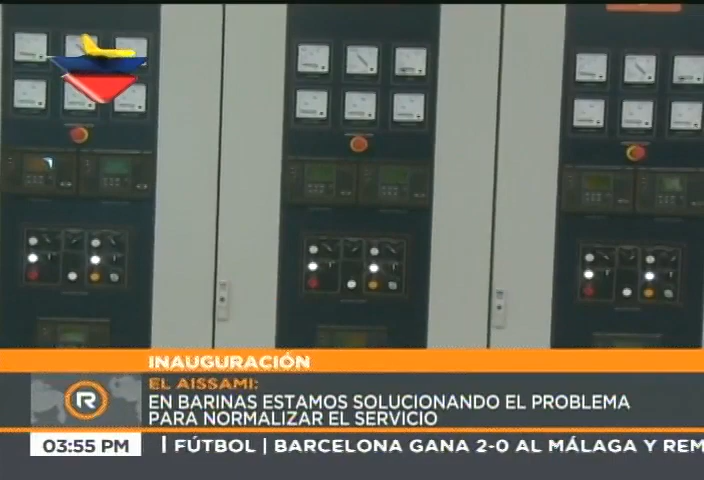 INAUGURACIÓN
EL AISSAMI:
EN BARINAS ESTAMOS SOLUCIONANDO EL PROBLEMA
PARA NORMALIZAR EL SERVICIO
R
03:55 PM
| FÚTBOL | BARCELONA GANA 2-0 AL MÁLAGA Y REM